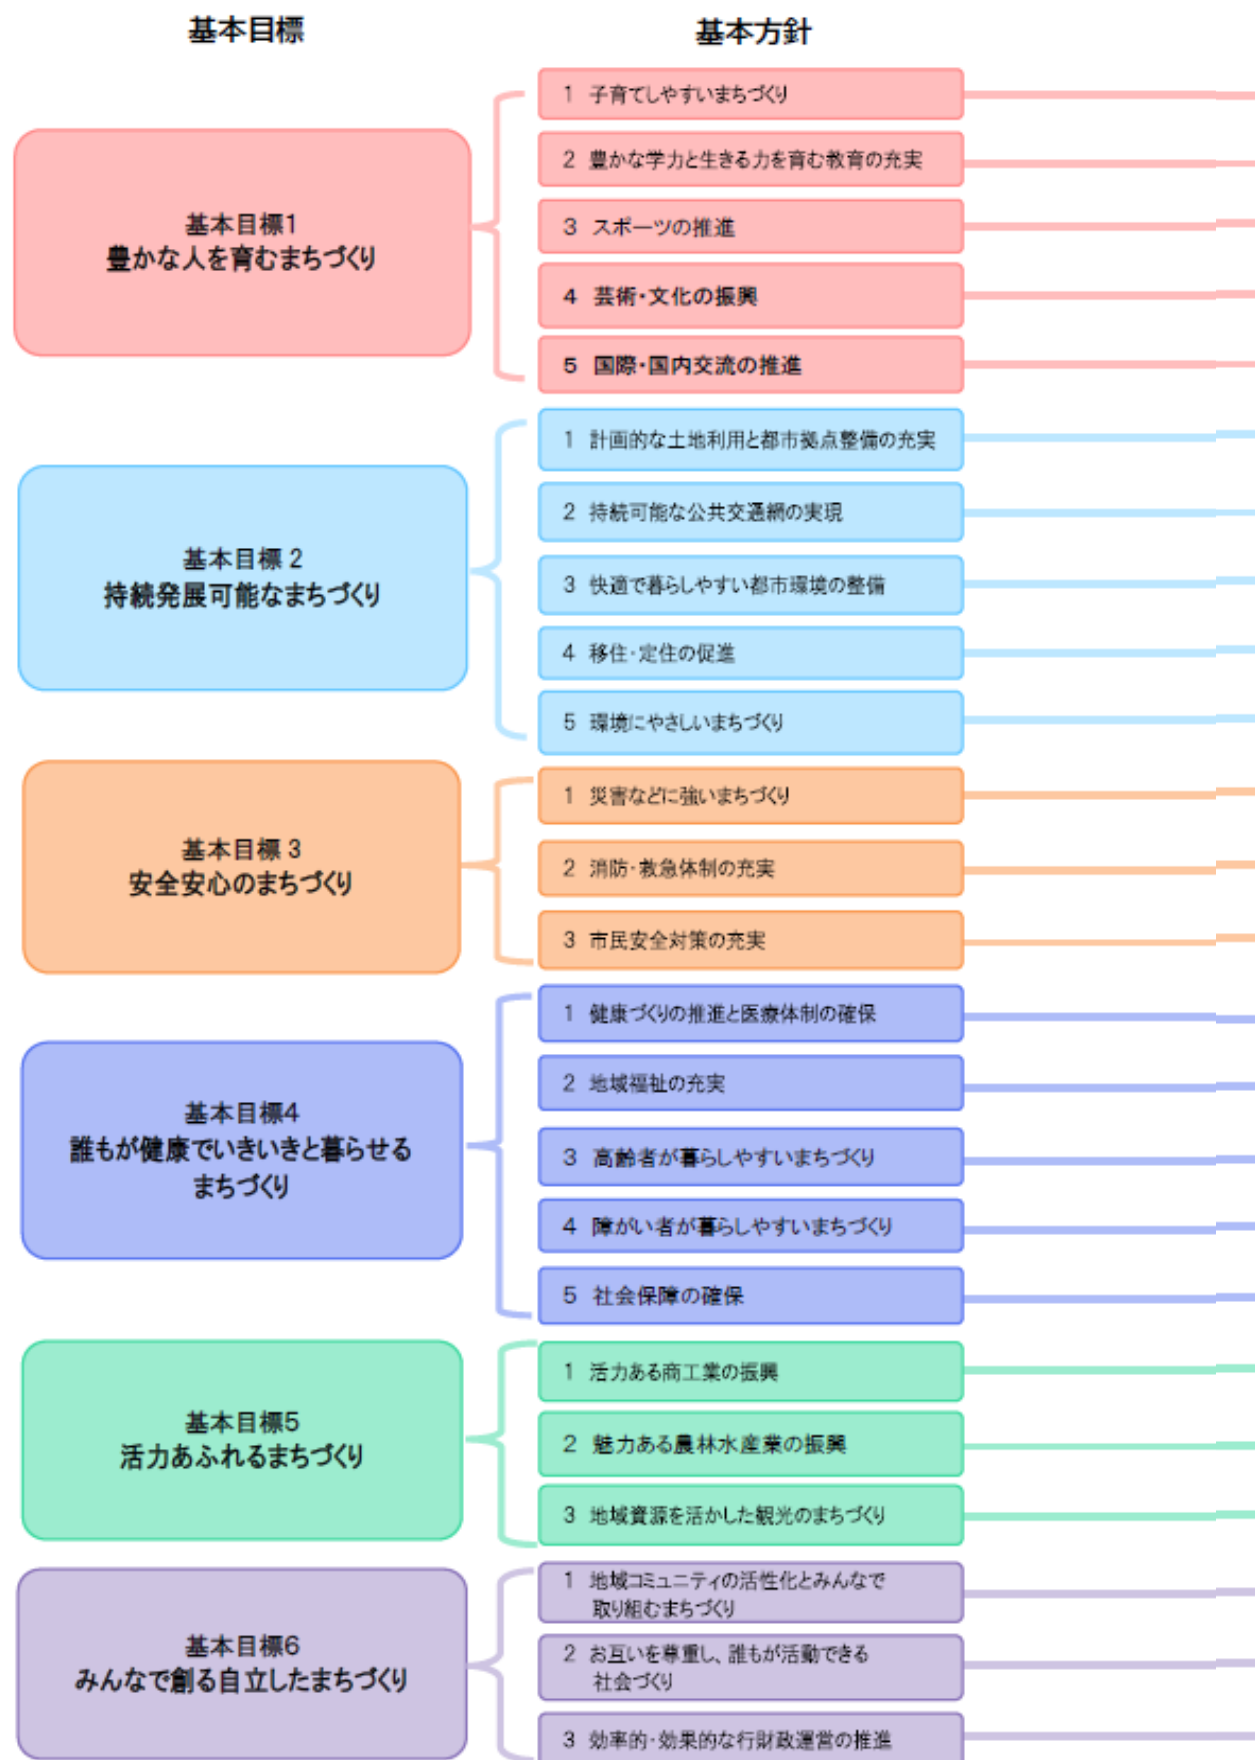 基本目標
基本方針
基本目標1
豊かな人を育むまちづくり
1 子育てしやすいまちづくり
2 豊かな学力と生きる力を育む教育の充実
3 スポーツの推進
4 芸術・文化の振興
5 国際・国内交流の推進
基本目標 2
持続発展可能なまちづくり
1 計画的な土地利用と都市拠点整備の充実
2 持続可能な公共交通網の実現
3 快適で暮らしやすい都市環境の整備
4 移住・定住の促進
5 環境にやさしいまちづくり
基本目標 3
安全安心のまちづくり
1 災害などに強いまちづくり
2 消防・救急体制の充実
3 市民安全対策の充実
基本目標4
誰もが健康でいきいきと暮らせる
まちづくり
1 健康づくりの推進と医療体制の確保
2 地域福祉の充実
3 高齢者が暮らしやすいまちづくり
4 障がい者が暮らしやすいまちづくり
5 社会保障の確保
基本目標5
活力あふれるまちづくり
1 活力ある商工業の振興
2 魅力ある農林水産業の振興
3 地域資源を活かした観光のまちづくり
基本目標6
みんなで創る自立したまちづくり
1 地域コミュニティの活性化とみんなで
取り組むまちづくり
2 お互いを尊重し、誰もが活動できる
社会づくり
3 効率的・効果的な行財政運営の推進